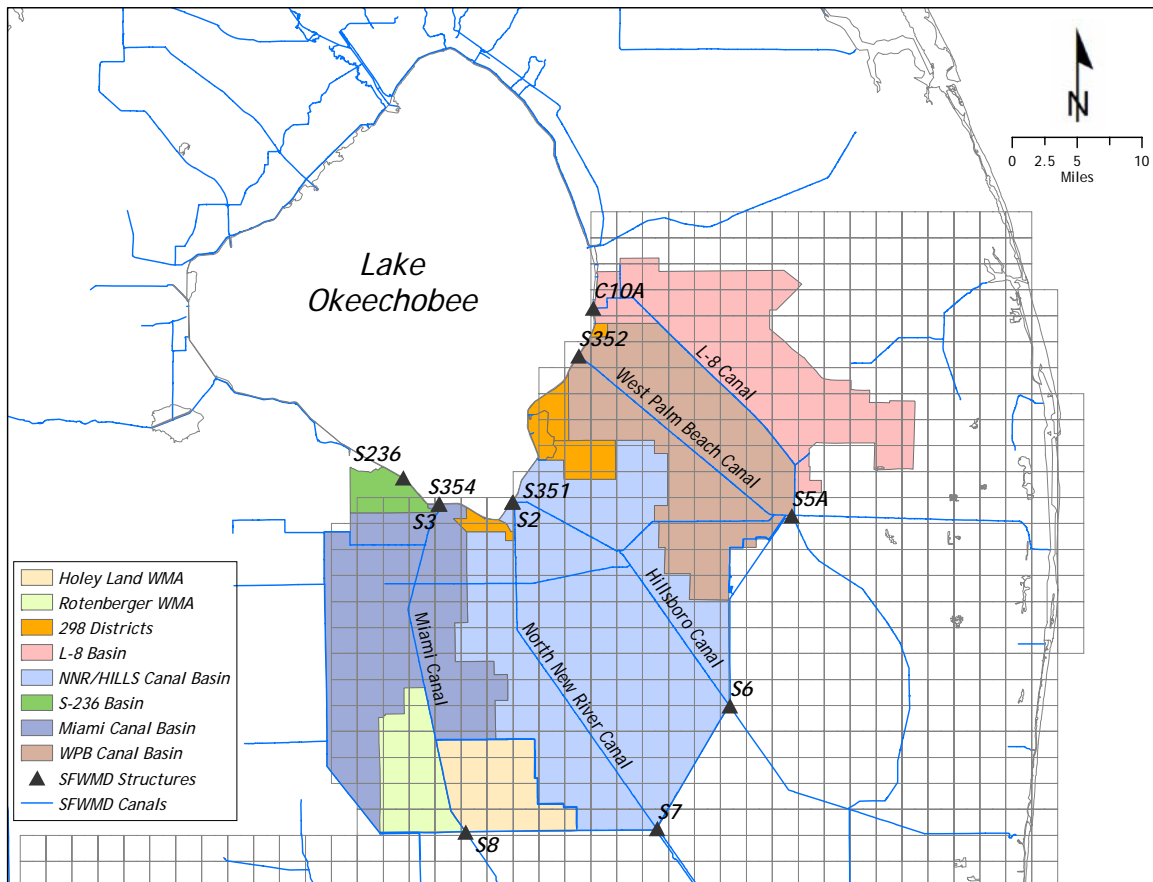 N
0 2.5 5 10
Miles
Lake
Okeechobee
C10A
S352
L-8 Canal
West Palm Beach Canal
S236
S354
S351
S3
S2
S5A
Hillsboro Canal
Miami Canal
North New River Canal
S6
S7
S8
Holey Land WMA
Rotenberger WMA
298 Districts
L-8 Basin
NNR/HILLS Canal Basin
S-236 Basin
Miami Canal Basin
WPB Canal Basin
SFWMD Structures
SFWMD Canals